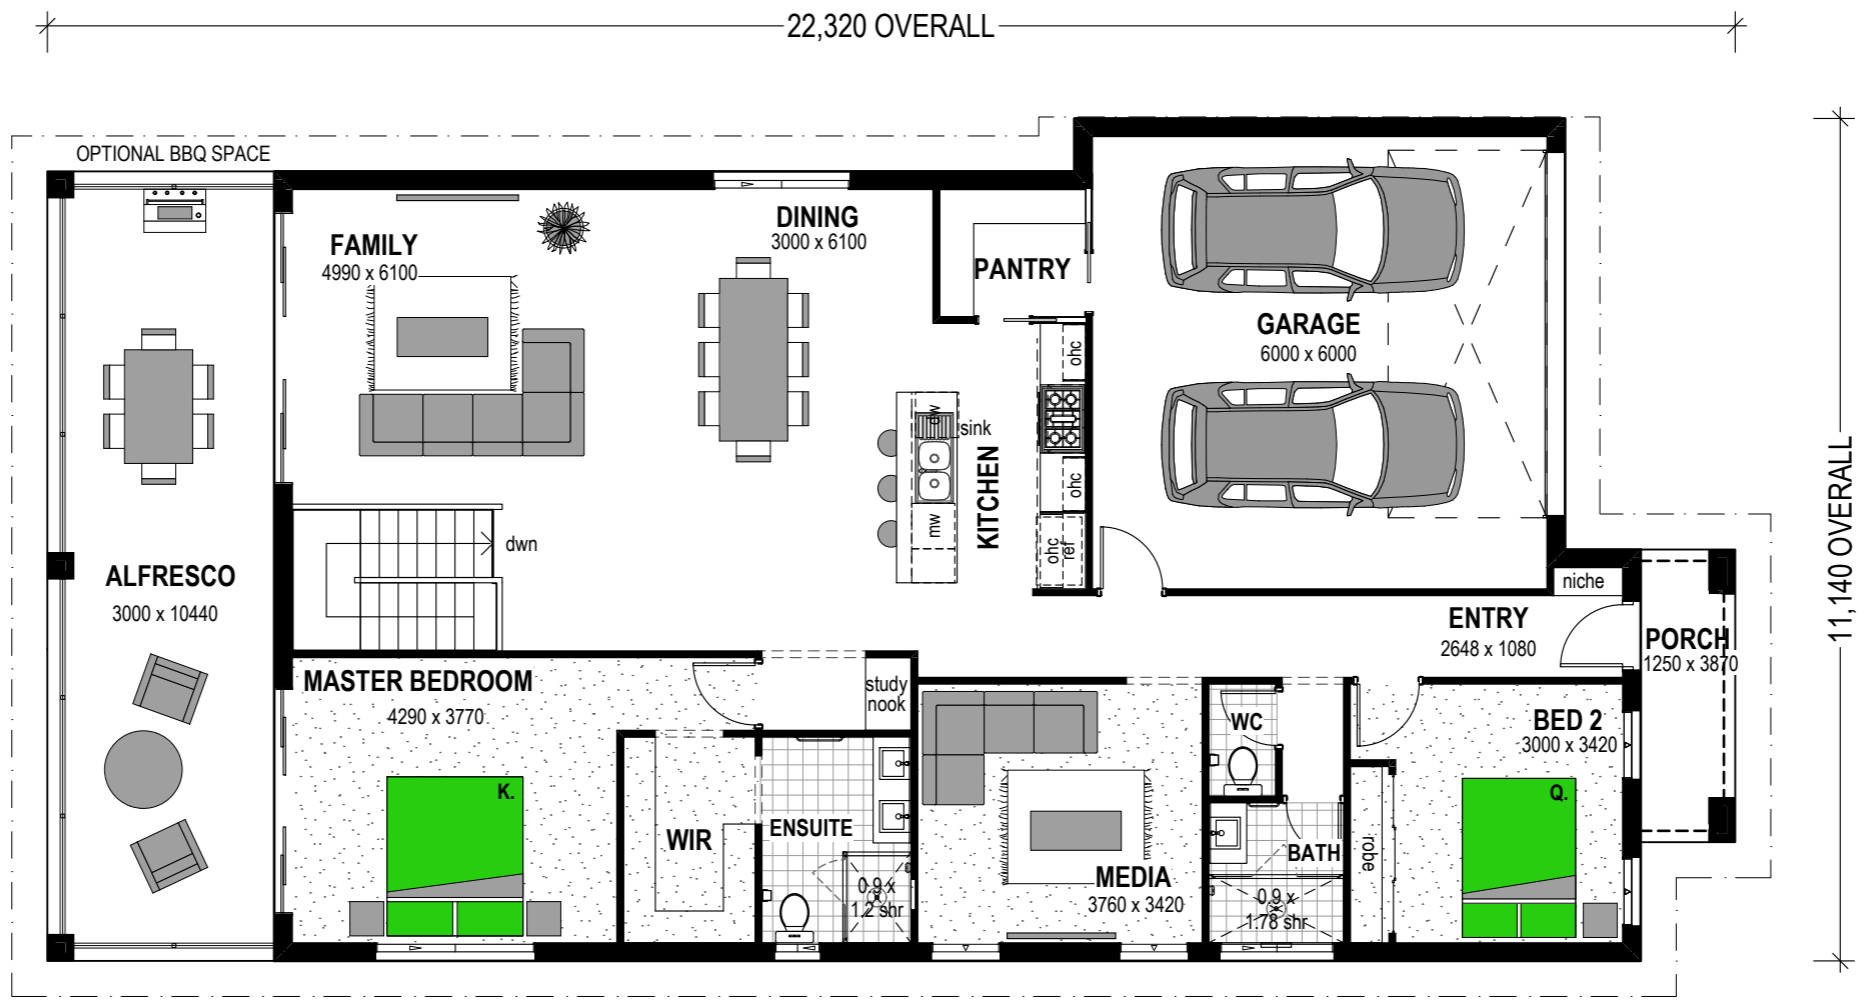 22,320 OVERALL
OPTIONAL BBQ SPACE
FAMILY
4990 x 6100
DINING
3000 x 6100
PANTRY
GARAGE
6000 x 6000
ohc
dw
sink
KITCHEN
mw
ohc
ohc
ref
dwn
ALFRESCO
3000 x 10440
niche
ENTRY
2648 x 1080
PORCH
1250 x 3870
11,140 OVERALL
MASTER BEDROOM
4290 x 3770
study
nook
WC
BED 2
3000 x 3420
K.
Q.
WIR
ENSUITE
BATH
robe
MEDIA
3760 x 3420
0.9 x
1.2 shr
0.9 x
1.78 shr